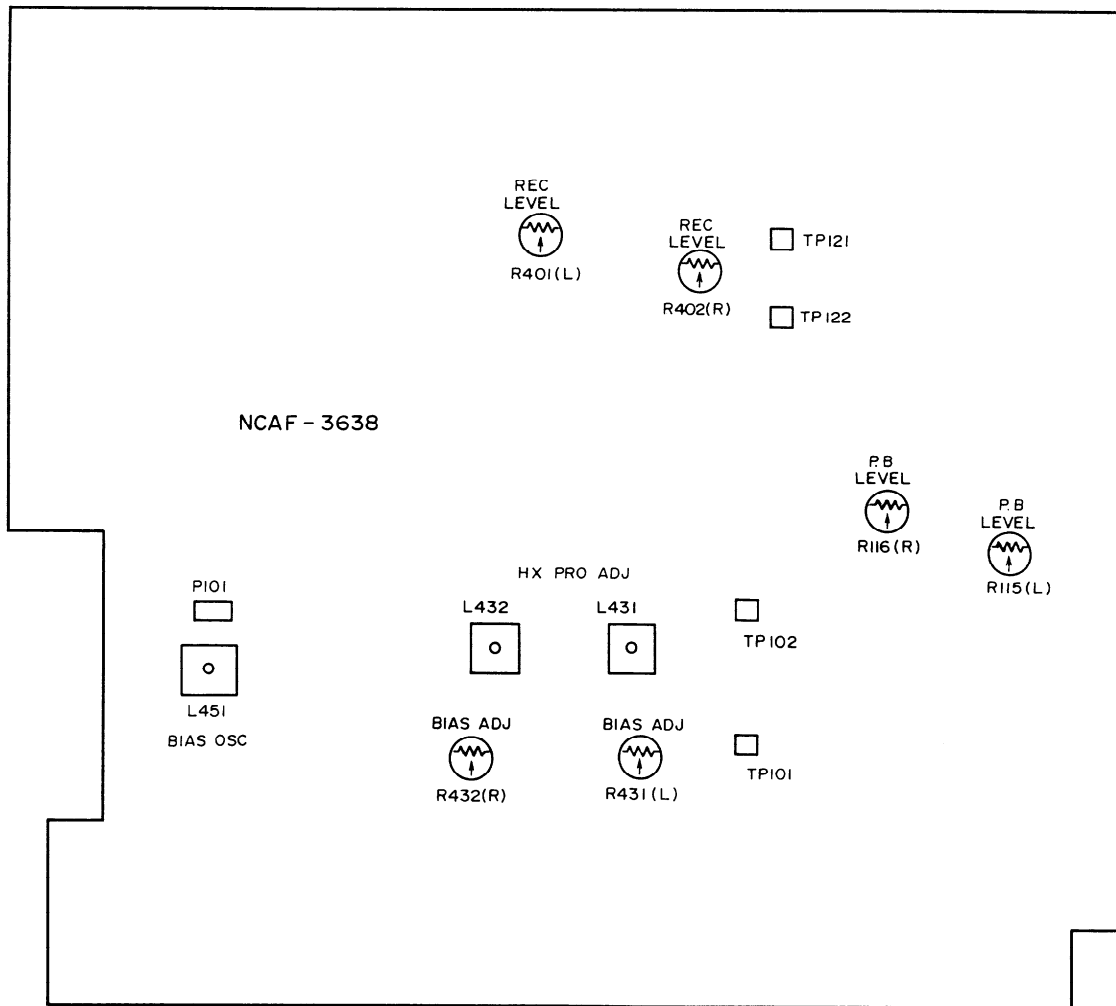 REC
LEVEL
R401(L)
REC
LEVEL
R402(R)
TP121
TP122
NCAF-3638
P.B
LEVEL
R116(R)
P.B
LEVEL
R115(L)
HX PRO ADJ
P101
L451
BIAS OSC
L432
L431
TP102
BIAS ADJ
R432(R)
BIAS ADJ
R431(L)
TP101